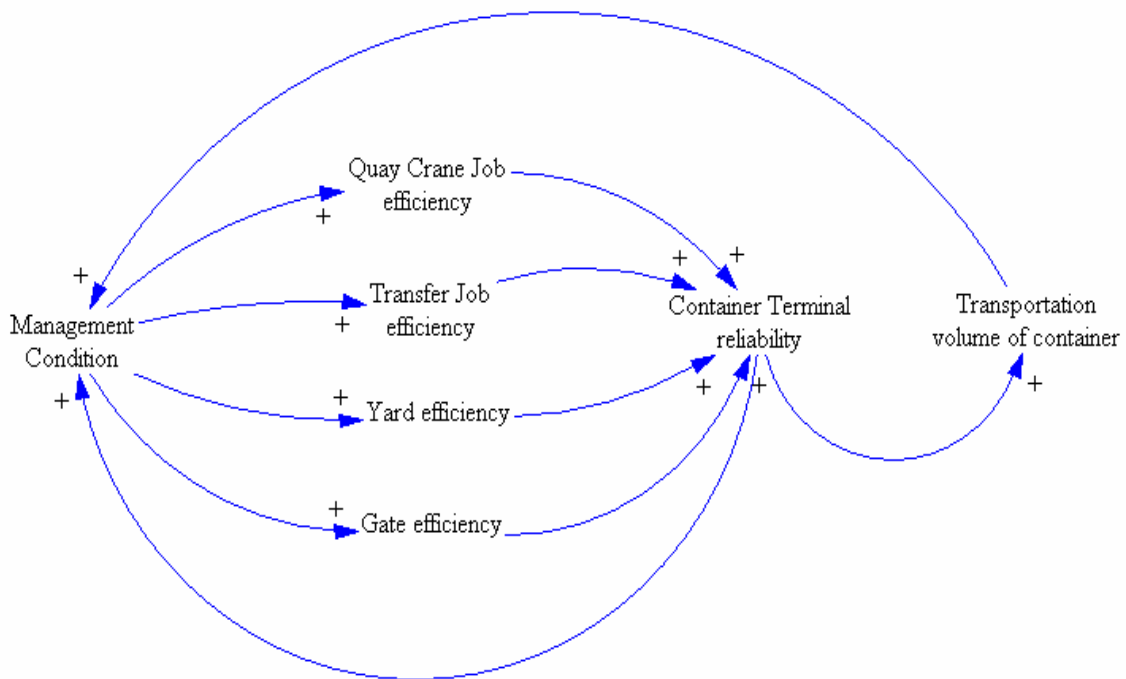 Quay Crane Job
efficiency
+
+
+
+
Transfer Job
efficiency
+
Management
Condition
+
Container Terminal
reliability
Transportation
volume of container
+
+
Yard efficiency
+
+
+
+
Gate efficiency